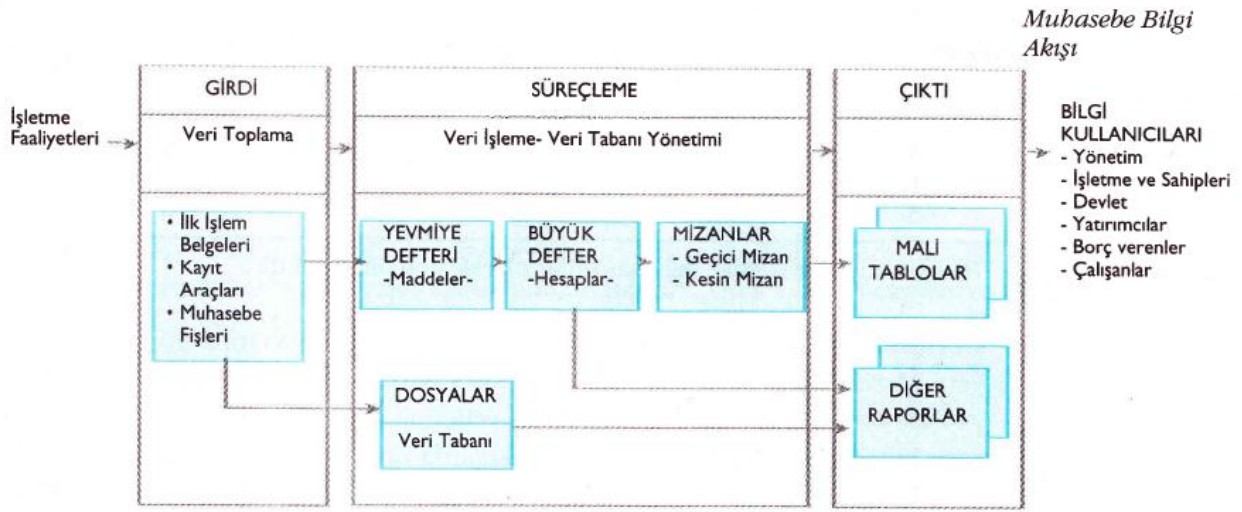 Muhasebe Bilgi
Akışı
GİRDİ
SÜREÇLEME
ÇIKTI
İşletme
Faaliyetleri
Veri Toplama
Veri İşleme- Veri Tabanı Yönetimi
BİLGİ
KULLANICILARI
- Yönetim
- İşletme ve Sahipleri
- Devlet
- Yatırımcılar
- Borç verenler
- Çalışanlar
• İlk İşlem
Belgeleri
• Kayıt
Araçları
• Muhasebe
Fişleri
YEVMİYE
DEFTERİ
-Maddeler-
BÜYÜK
DEFTER
-Hesaplar-
MİZANLAR
- Geçici Mizan
- Kesin Mizan
MALİ
TABLOLAR
DOSYALAR
Veri Tabanı
DİĞER
RAPORLAR